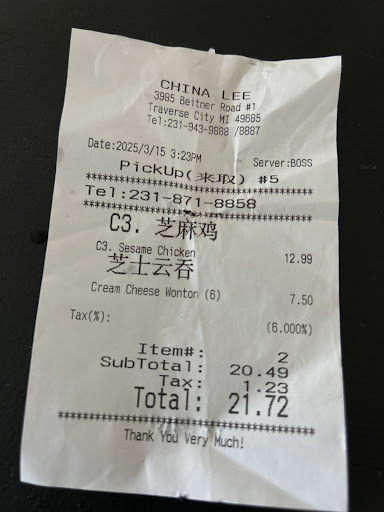 CHINA LEE
3985 Beitner Road #1
Traverse City MI 49685
Tel:231-943-9888 /8887
Date:2025/3/15 3:23PM Server:BOSS
PickUp(来取) #5
****************************************
Tel:231-871-8858
****************************************
C3. 芝麻鸡
C3. Sesame Chicken 12.99
芝士云吞
Cream Cheese Wonton (6) 7.50
Tax(%): (6.000%)
Item#: 2
SubTotal: 20.49
Tax: 1.23
Total: 21.72
****************************************
Thank You Very Much!